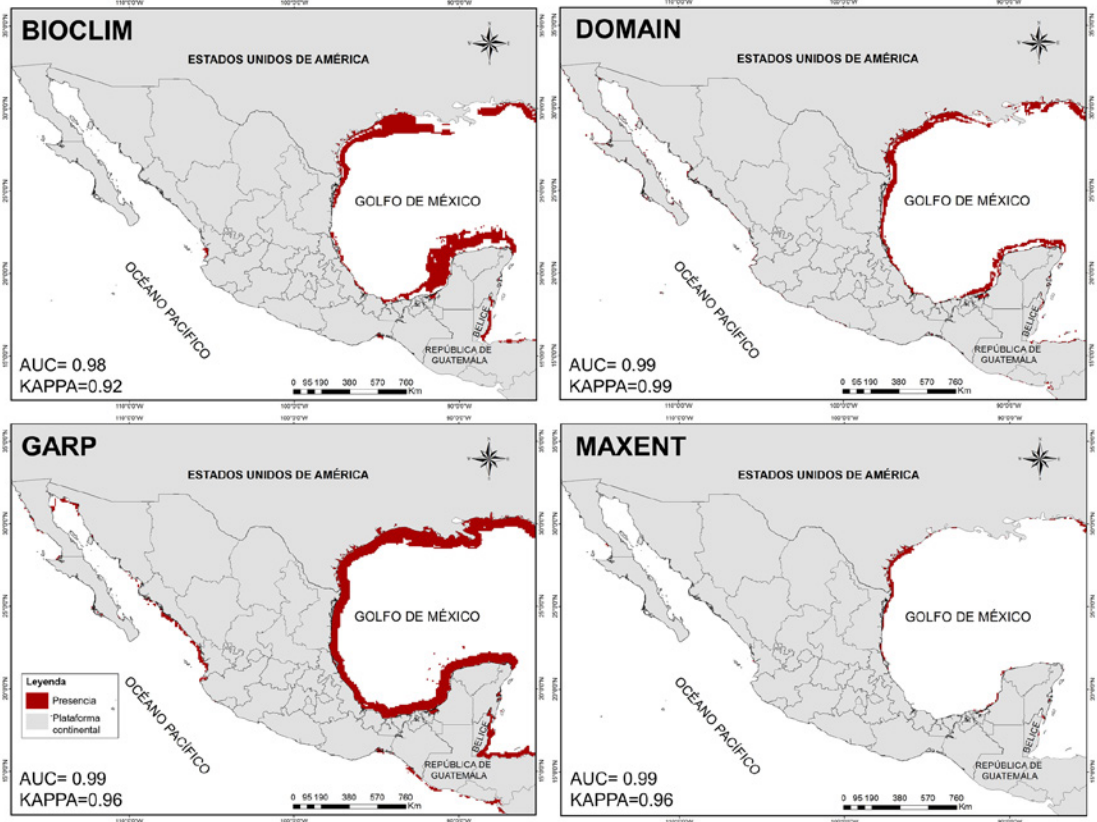 BIOCLIM
ESTADOS UNIDOS DE AMÉRICA
GOLFO DE MÉXICO
OCÉANO PACÍFICO
BELICE
REPÚBLICA DE
GUATEMALA
AUC= 0.98
KAPPA=0.92
0 95 190 380 570 760
Km
DOMAIN
ESTADOS UNIDOS DE AMÉRICA
GOLFO DE MÉXICO
OCÉANO PACÍFICO
BELICE
REPÚBLICA DE
GUATEMALA
AUC= 0.99
KAPPA=0.99
0 95 190 380 570 760
Km
GARP
ESTADOS UNIDOS DE AMÉRICA
GOLFO DE MÉXICO
Leyenda
Presencia
Plataforma
continental
OCÉANO PACÍFICO
BELICE
REPÚBLICA DE
GUATEMALA
AUC= 0.99
KAPPA=0.96
0 95 190 380 570 760
Km
MAXENT
ESTADOS UNIDOS DE AMÉRICA
GOLFO DE MÉXICO
OCÉANO PACÍFICO
BELICE
REPÚBLICA DE
GUATEMALA
AUC= 0.99
KAPPA=0.96
0 95 190 380 570 760
Km